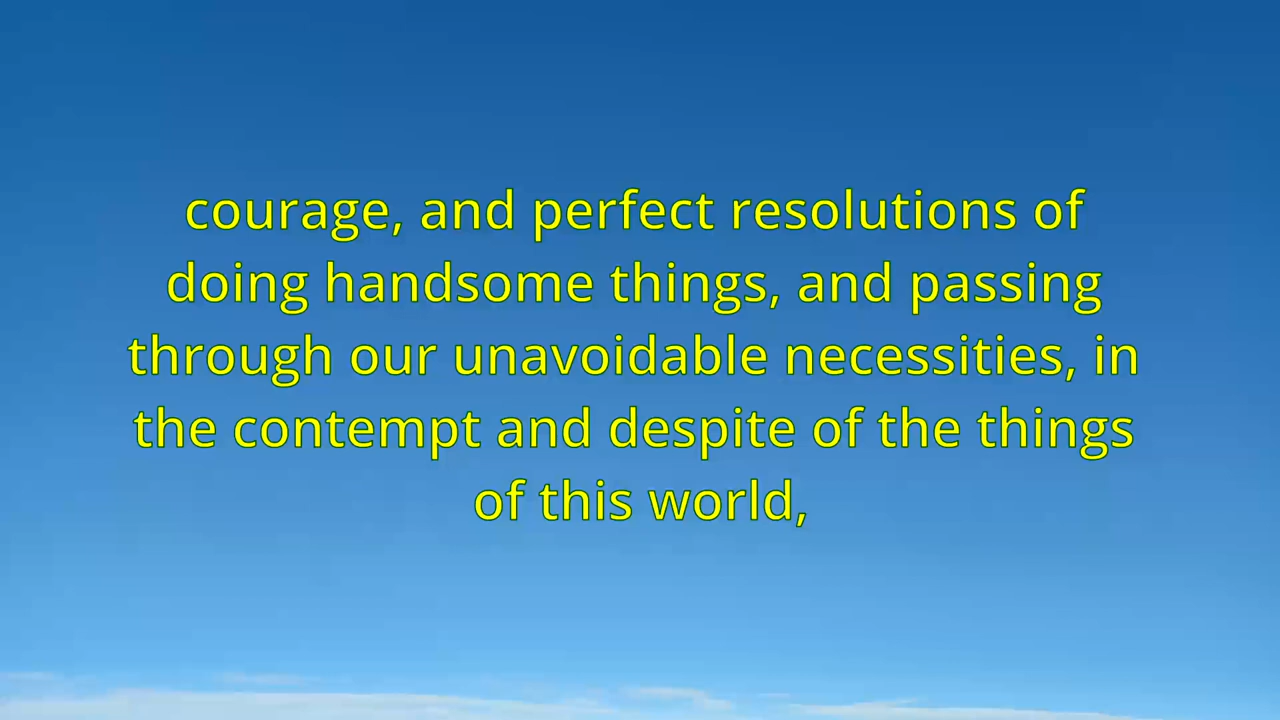 courage, and perfect resolutions of
doing handsome things, and passing
through our unavoidable necessities, in
the contempt and despite of the things
of this world,